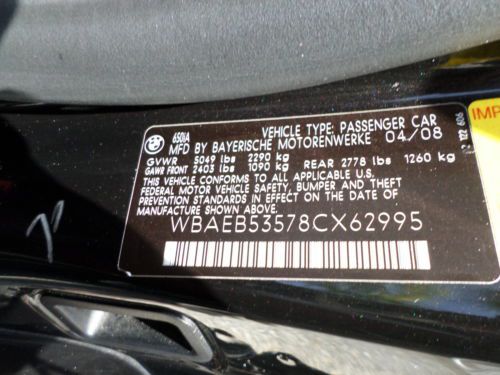 650IA
VEHICLE TYPE: PASSENGER CAR
MFD BY BAYERISCHE MOTORENWERKE 04/08
GVWR 5049 lbs 2290 kg
GAWR FRONT 2403 lbs 1090 kg REAR 2778 lbs 1260 kg
THIS VEHICLE CONFORMS TO ALL APPLICABLE
FEDERAL MOTOR VEHICLE SAFETY, BUMPER AND THEFT
PREVENTION STANDARDS IN EFFECT ON THE DATE OF
MANUFACTURE SHOWN ABOVE.
WBAEB53578CX62995